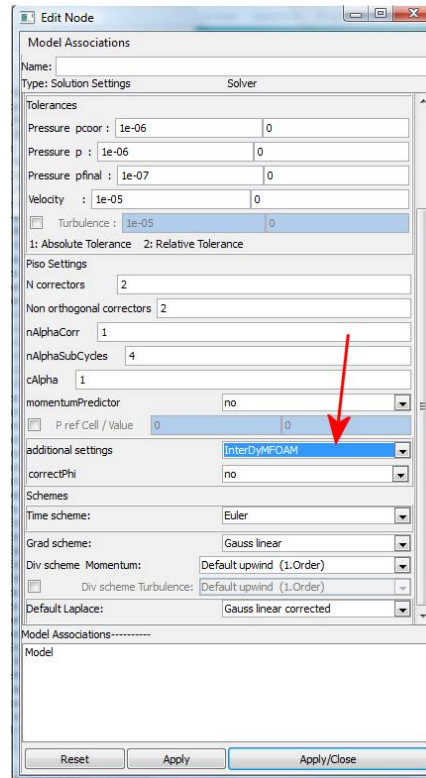 Edit Node
Model Associations
Name:
Type: Solution Settings Solver
Tolerances
Pressure pcoor : 1e-06 0
Pressure p : 1e-06 0
Pressure pfinal : 1e-07 0
Velocity : 1e-05 0
Turbulence : 1e-05 0
1: Absolute Tolerance 2: Relative Tolerance
Piso Settings
N correctors 2
Non orthogonal correctors 2
nAlphaCorr 1
nAlphaSubCycles 4
cAlpha 1
momentumPredictor no
P ref Cell / Value 0 0
additional settings InterDyMFOAM
correctPhi no
Schemes
Time scheme: Euler
Grad scheme: Gauss linear
Div scheme Momentum: Default upwind (1.Order)
Div scheme Turbulence: Default upwind (1.Order)
Default Laplace: Gauss linear corrected
Model Associations----------
Model
Reset Apply Apply/Close